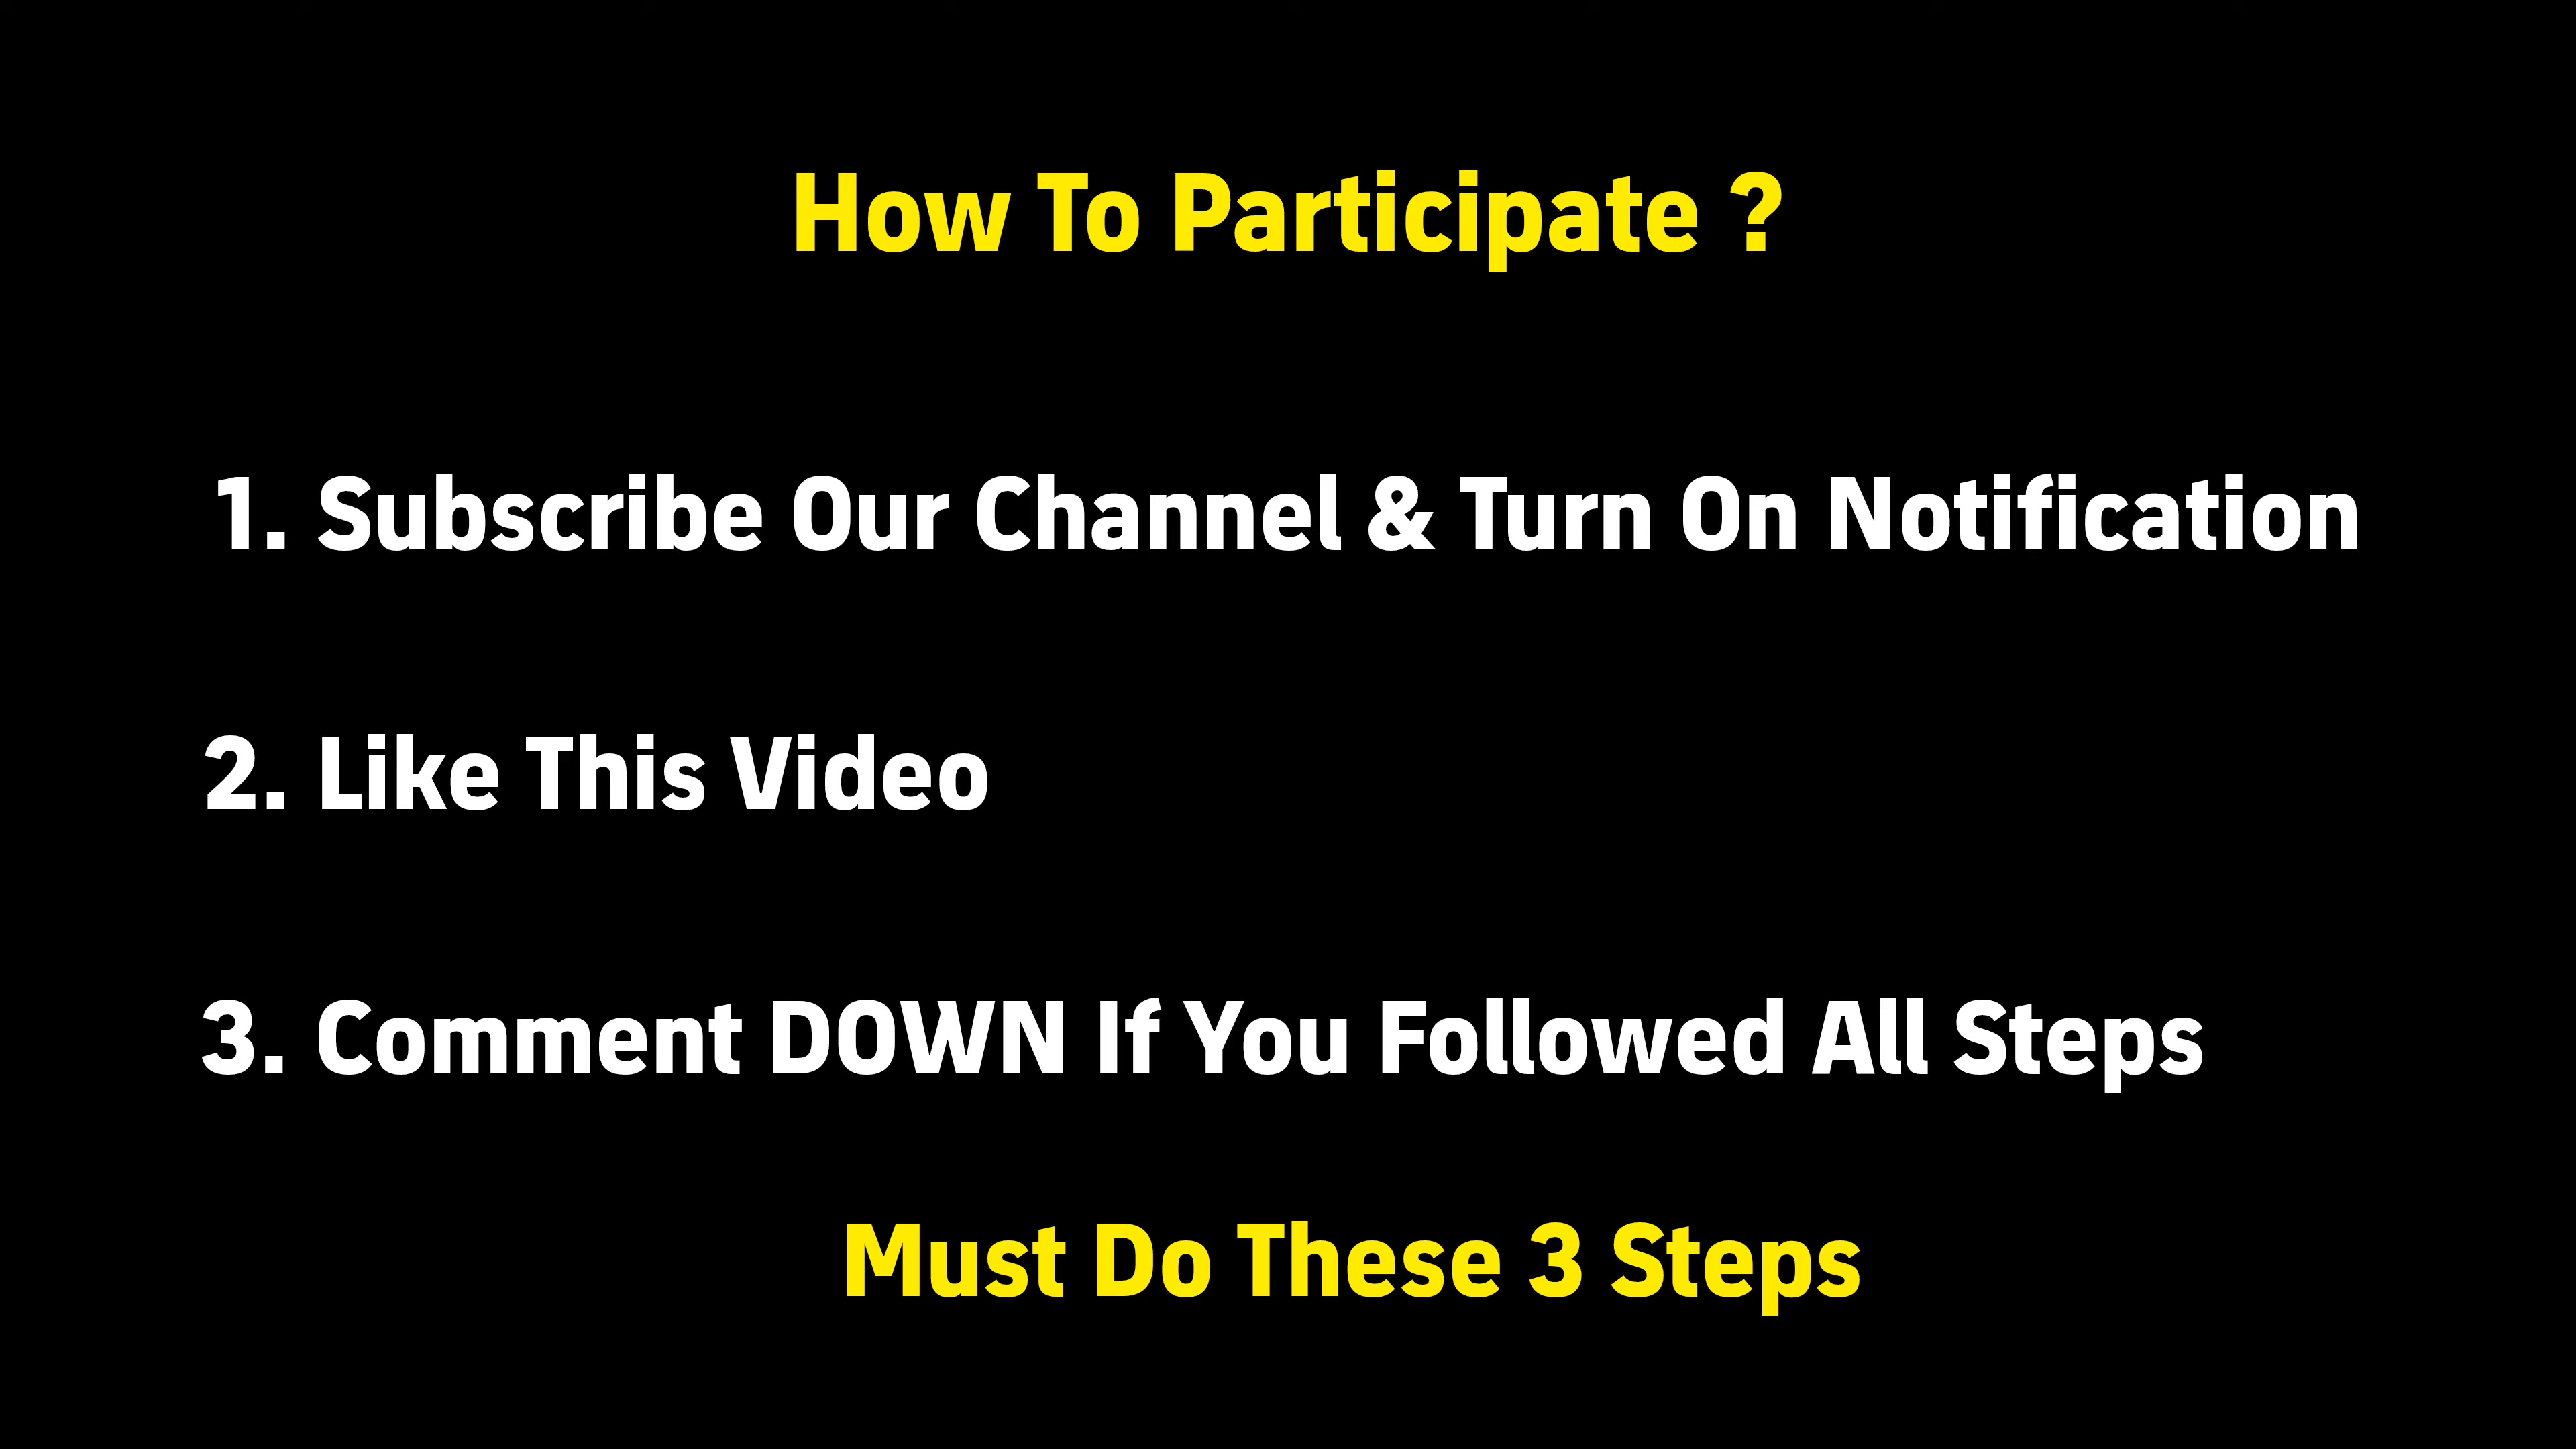 How To Participate ?
1. Subscribe Our Channel & Turn On Notification
2. Like This Video
3. Comment DOWN If You Followed All Steps
Must Do These 3 Steps